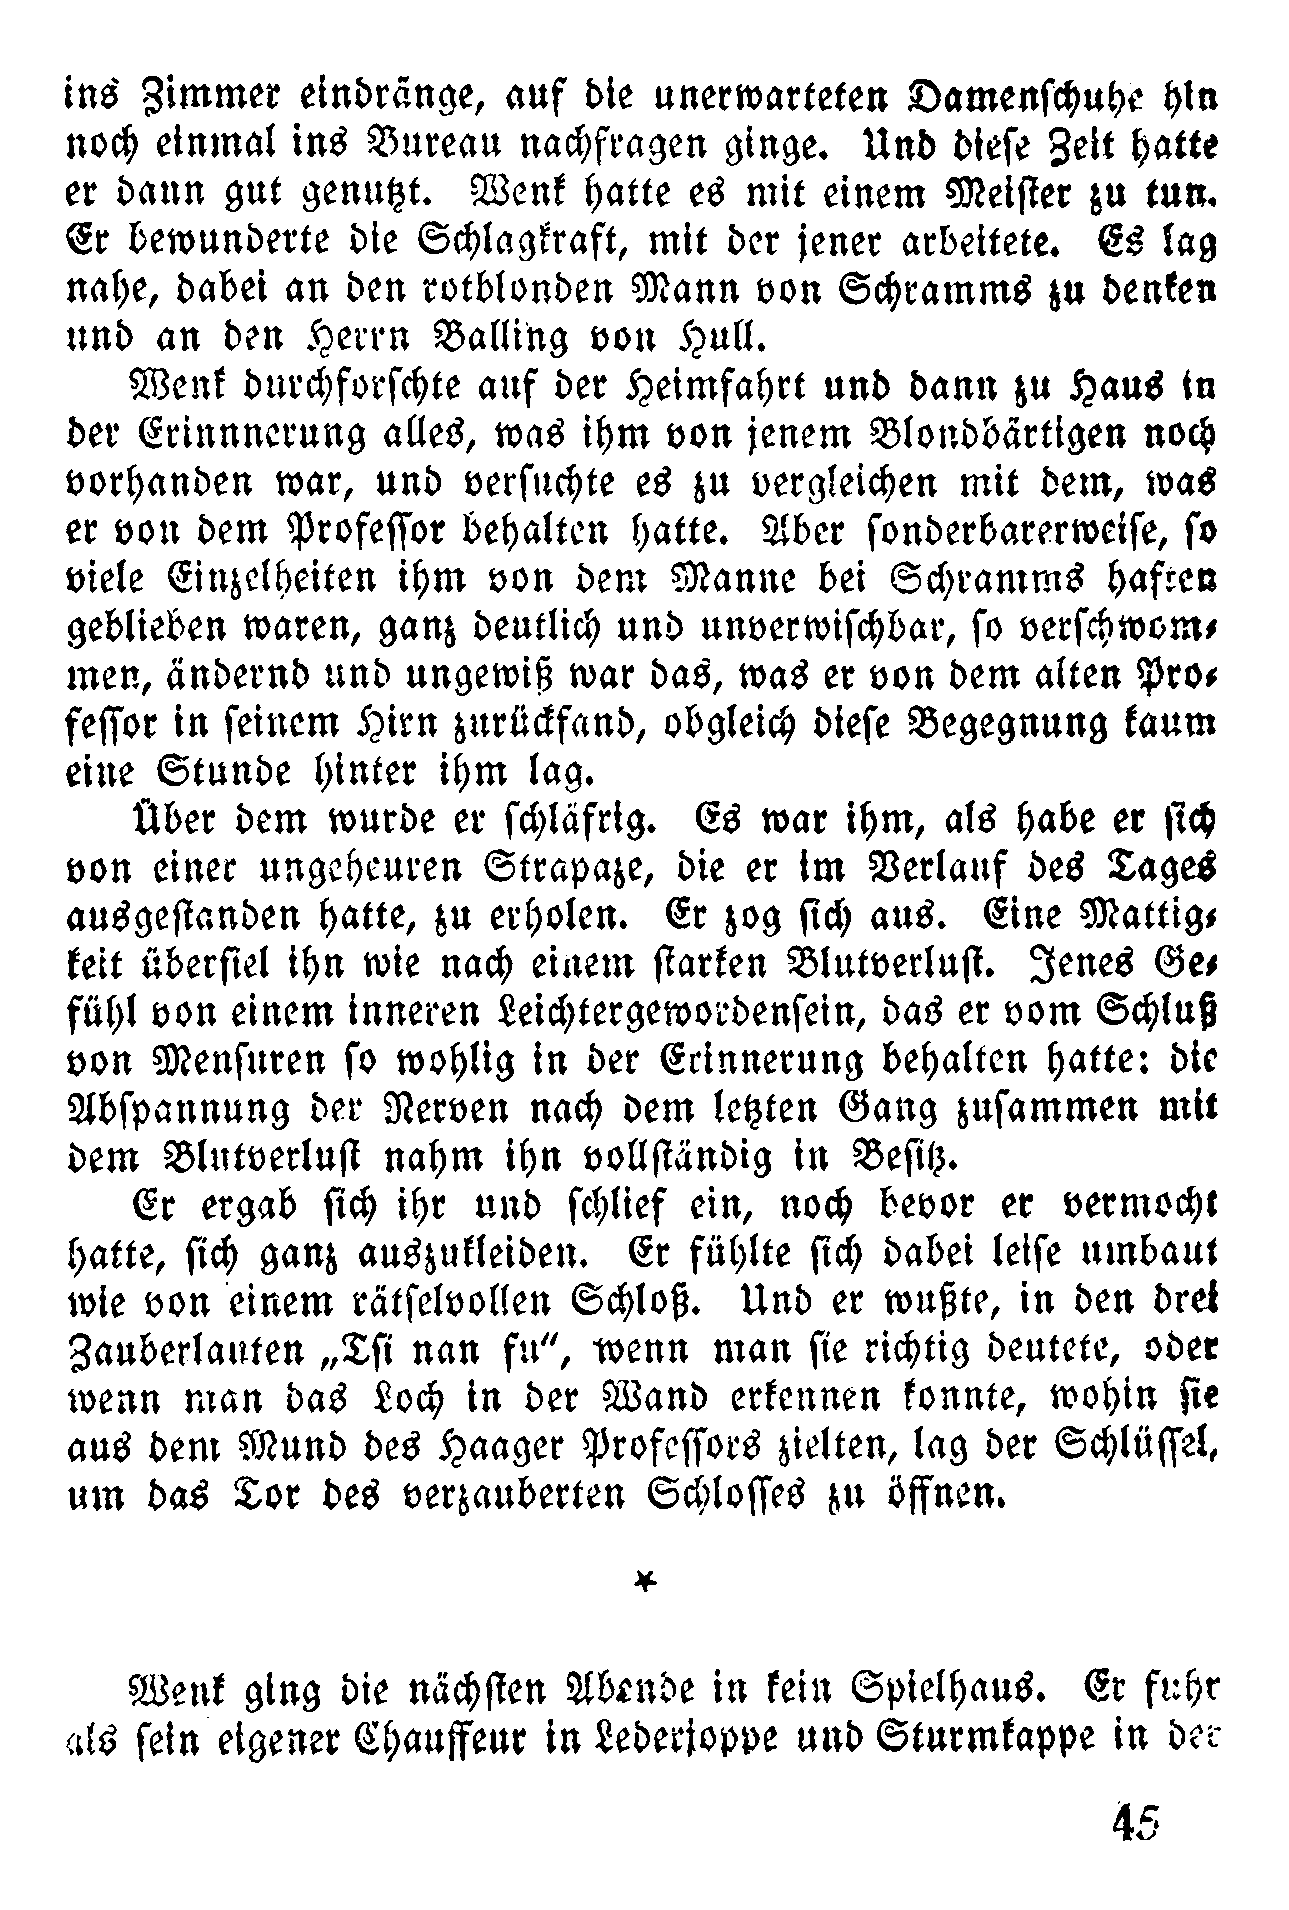 ins Zimmer eindränge, auf die unerwarteten Damenschuhe hin
noch einmal ins Bureau nachfragen ginge. Und diese Zeit hatte
er dann gut genutzt. Wenk hatte es mit einem Meister zu tun.
Er bewunderte die Schlagkraft, mit der jener arbeitete. Es lag
nahe, dabei an den rotblonden Mann von Schramms zu denken
und an den Herrn Balling von Hull.
Wenk durchforschte auf der Heimfahrt und dann zu Haus in
der Erinnnerung alles, was ihm von jenem Blondbärtigen noch
vorhanden war, und versuchte es zu vergleichen mit dem, was
er von dem Professor behalten hatte. Aber sonderbarerweise, so
viele Einzelheiten ihm von dem Manne bei Schramms haften
geblieben waren, ganz deutlich und unverwischbar, so verschwom-
men, ändernd und ungewiß war das, was er von dem alten Pro-
fessor in seinem Hirn zurückfand, obgleich diese Begegnung kaum
eine Stunde hinter ihm lag.
Über dem wurde er schläfrig. Es war ihm, als habe er sich
von einer ungeheuren Strapaze, die er im Verlauf des Tages
ausgestanden hatte, zu erholen. Er zog sich aus. Eine Mattig-
keit überfiel ihn wie nach einem starken Blutverlust. Jenes Ge-
fühl von einem inneren Leichtergewordensein, das er vom Schluß
von Mensuren so wohlig in der Erinnerung behalten hatte: die
Abspannung der Nerven nach dem letzten Gang zusammen mit
dem Blutverlust nahm ihn vollständig in Besitz.
Er ergab sich ihr und schlief ein, noch bevor er vermocht
hatte, sich ganz auszukleiden. Er fühlte sich dabei leise umbaut
wie von einem rätselvollen Schloß. Und er wußte, in den drei
Zauberlauten „Tsi nan fu“, wenn man sie richtig deutete, oder
wenn man das Loch in der Wand erkennen konnte, wohin sie
aus dem Mund des Haager Professors zielten, lag der Schlüssel,
um das Tor des verzauberten Schlosses zu öffnen.
*
Wenk ging die nächsten Abende in kein Spielhaus. Er fuhr
als sein eigener Chauffeur in Lederjoppe und Sturmkappe in der
45